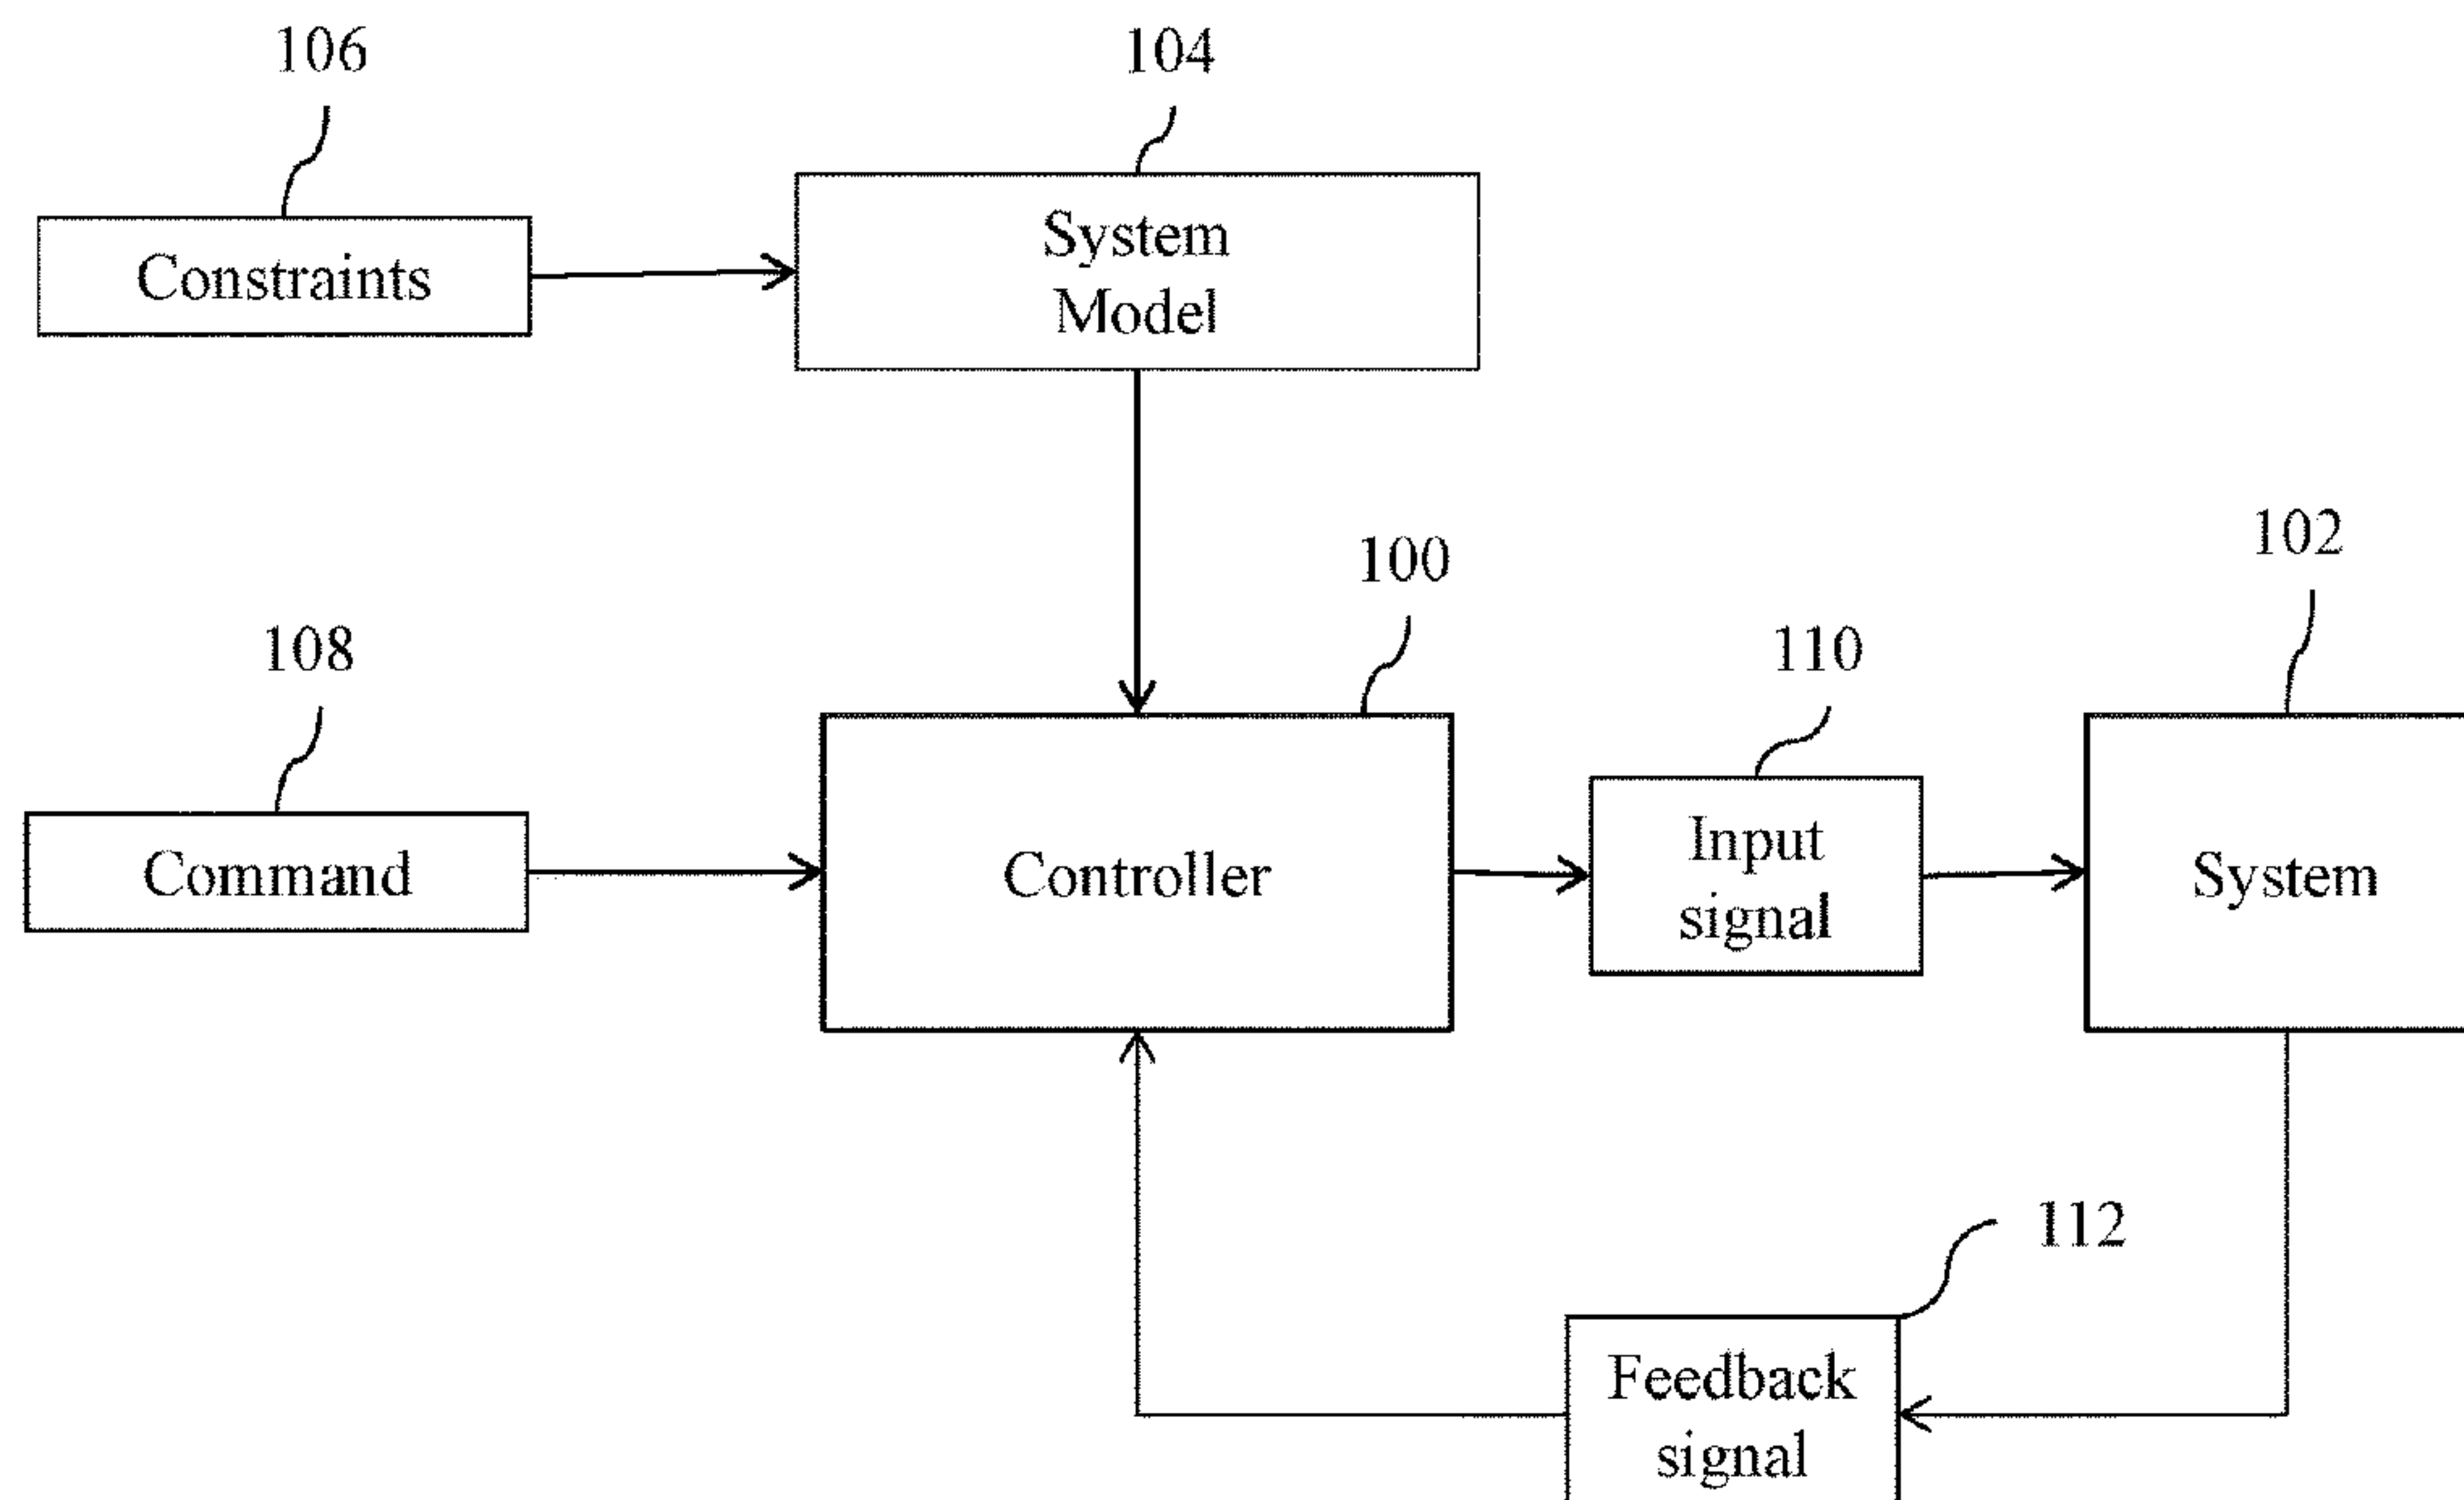 106
104
Constraints
System
Model
100
102
108
110
Command
Controller
Input
signal
System
112
Feedback
signal